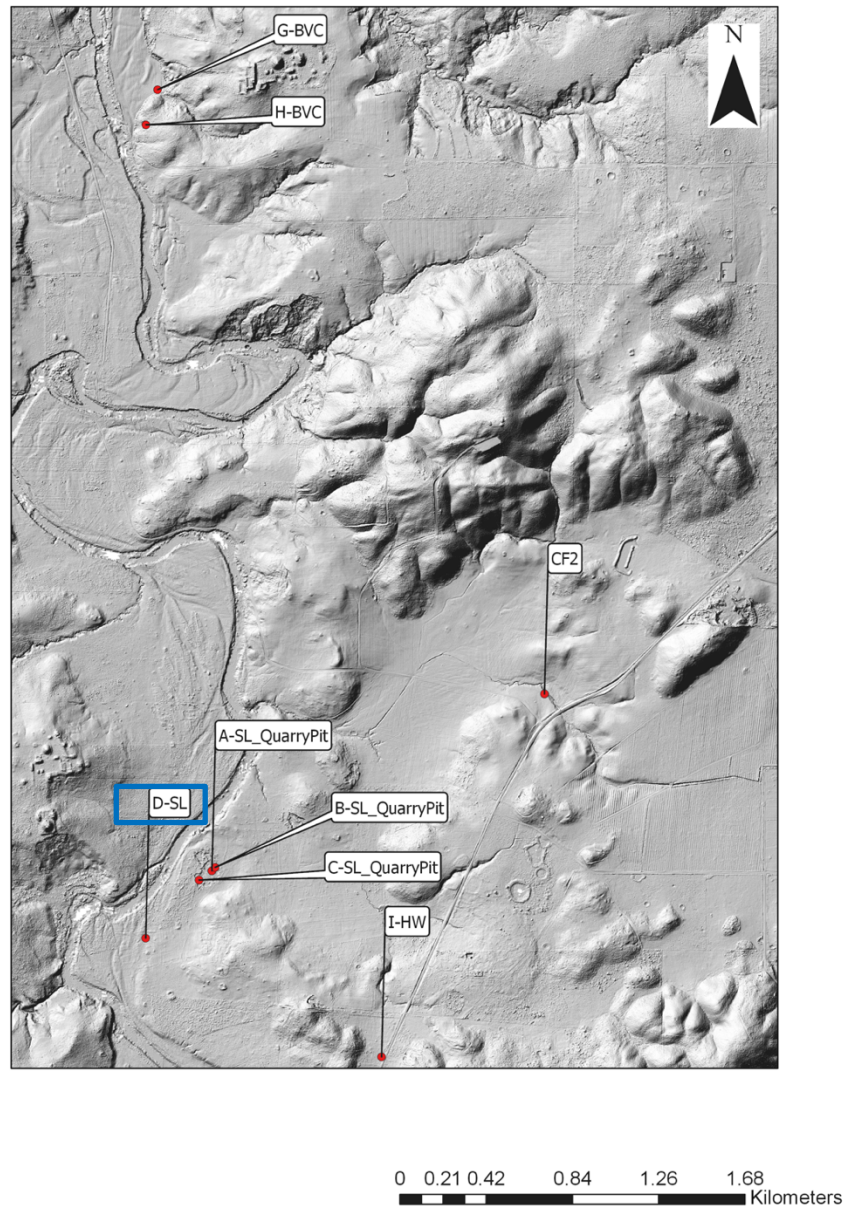 G-BVC
N
H-BVC
CF2
A-SL_QuarryPit
D-SL
B-SL_QuarryPit
C-SL_QuarryPit
I-HW
0 0.21 0.42 0.84 1.26 1.68
Kilometers